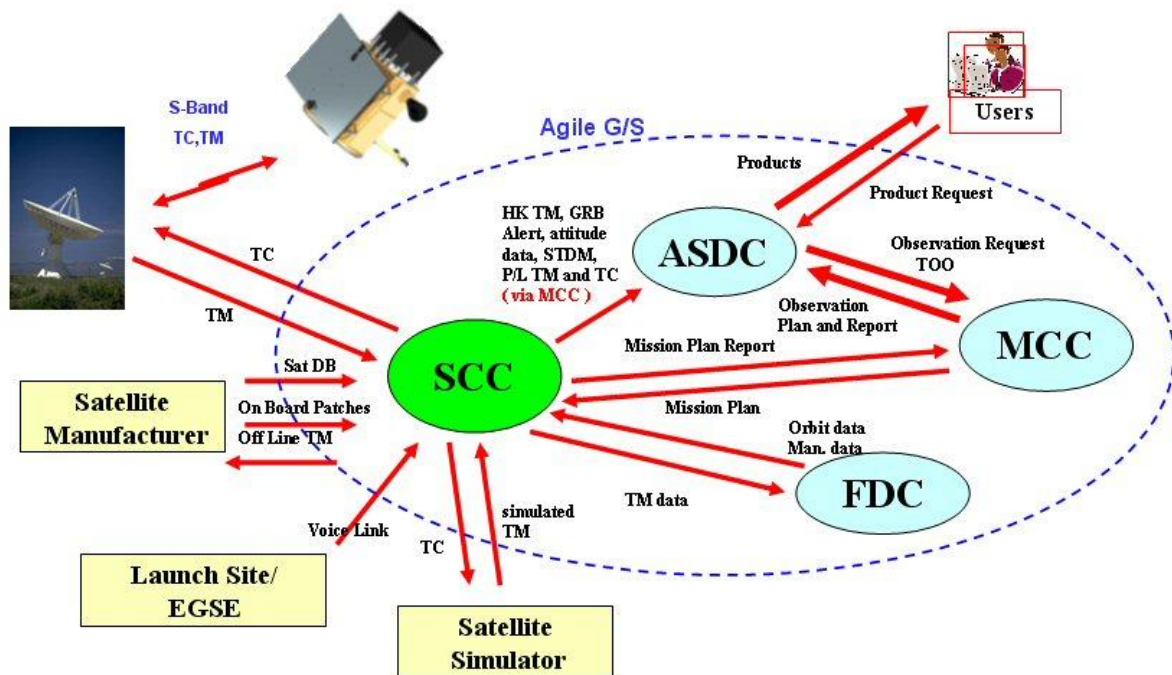 S-Band
TC,TM
Agile G/S
Users
Products
Product Request
HK TM, GRB
Alert, attitude
data, STDM,
P/L TM and TC
( via MCC )
ASDC
Observation Request
TOO
Observation
Plan and Report
MCC
TC
TM
SCC
Mission Plan Report
Mission Plan
Sat DB
On Board Patches
Off Line TM
Satellite
Manufacturer
Orbit data
Man. data
FDC
TM data
Voice Link
TC
simulated
TM
Launch Site/
EGSE
Satellite
Simulator